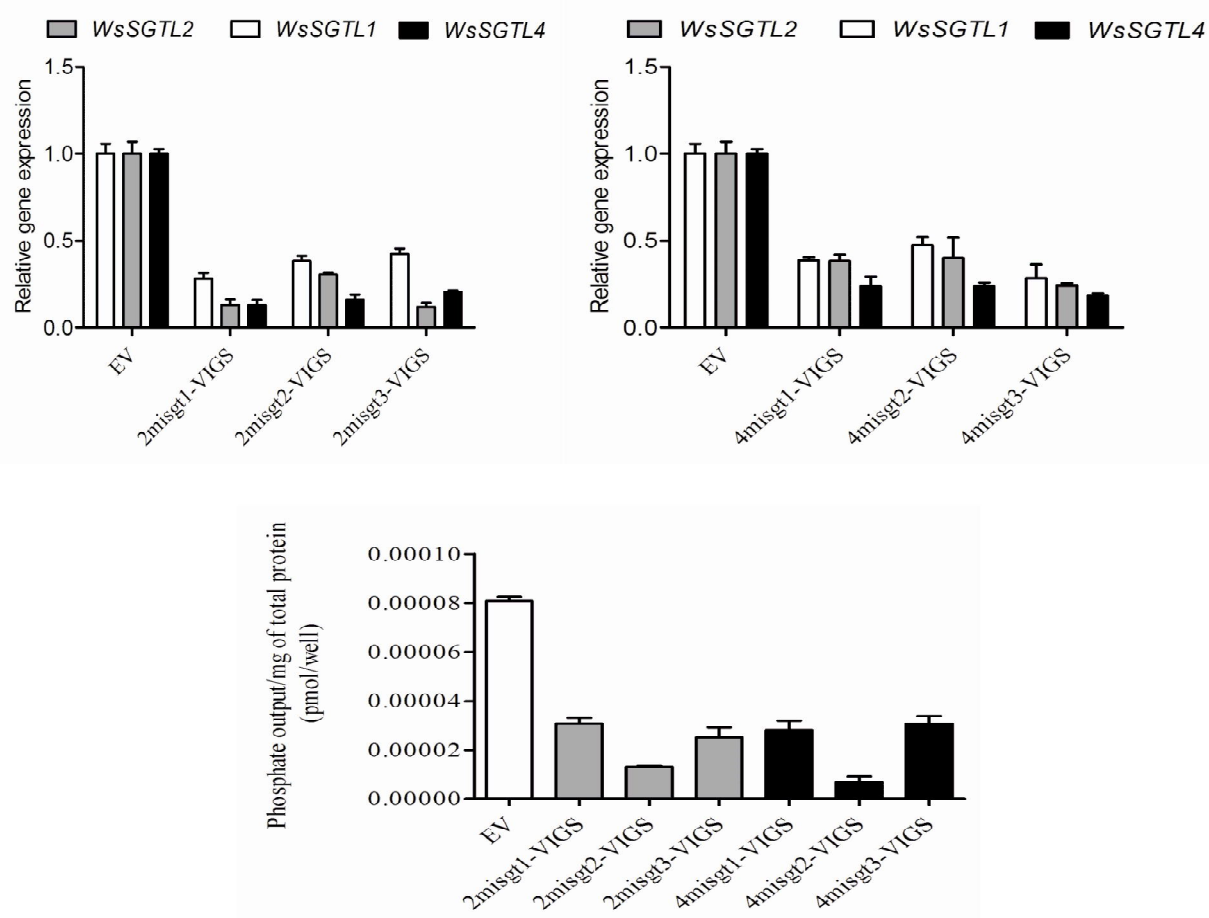 WsSGTL2 WsSGTL1 WsSGTL4
Relative gene expression
1.5
1.0
0.5
0.0
EV
2misgt1-VIGS
2misgt2-VIGS
2misgt3-VIGS
WsSGTL2 WsSGTL1 WsSGTL4
Relative gene expression
1.5
1.0
0.5
0.0
EV
4misgt1-VIGS
4misgt2-VIGS
4misgt3-VIGS
Phosphate output/mg of total protein
(pmol/well)
0.00010
0.00008
0.00006
0.00004
0.00002
0.00000
EV
2misgt1-VIGS
2misgt2-VIGS
2misgt3-VIGS
4misgt1-VIGS
4misgt2-VIGS
4misgt3-VIGS